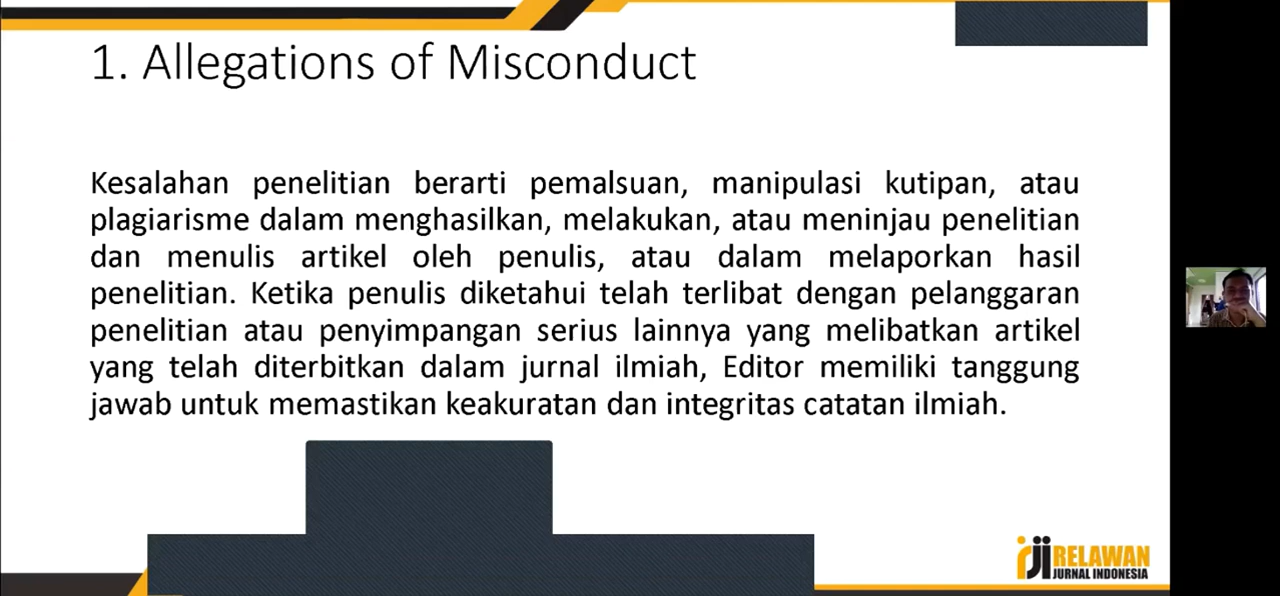 1. Allegations of Misconduct
Kesalahan penelitian berarti pemalsuan, manipulasi kutipan, atau
plagiarisme dalam menghasilkan, melakukan, atau meninjau penelitian
dan menulis artikel oleh penulis, atau dalam melaporkan hasil
penelitian. Ketika penulis diketahui telah terlibat dengan pelanggaran
penelitian atau penyimpangan serius lainnya yang melibatkan artikel
yang telah diterbitkan dalam jurnal ilmiah, Editor memiliki tanggung
jawab untuk memastikan keakuratan dan integritas catatan ilmiah.
rji RELAWAN
JURNAL INDONESIA